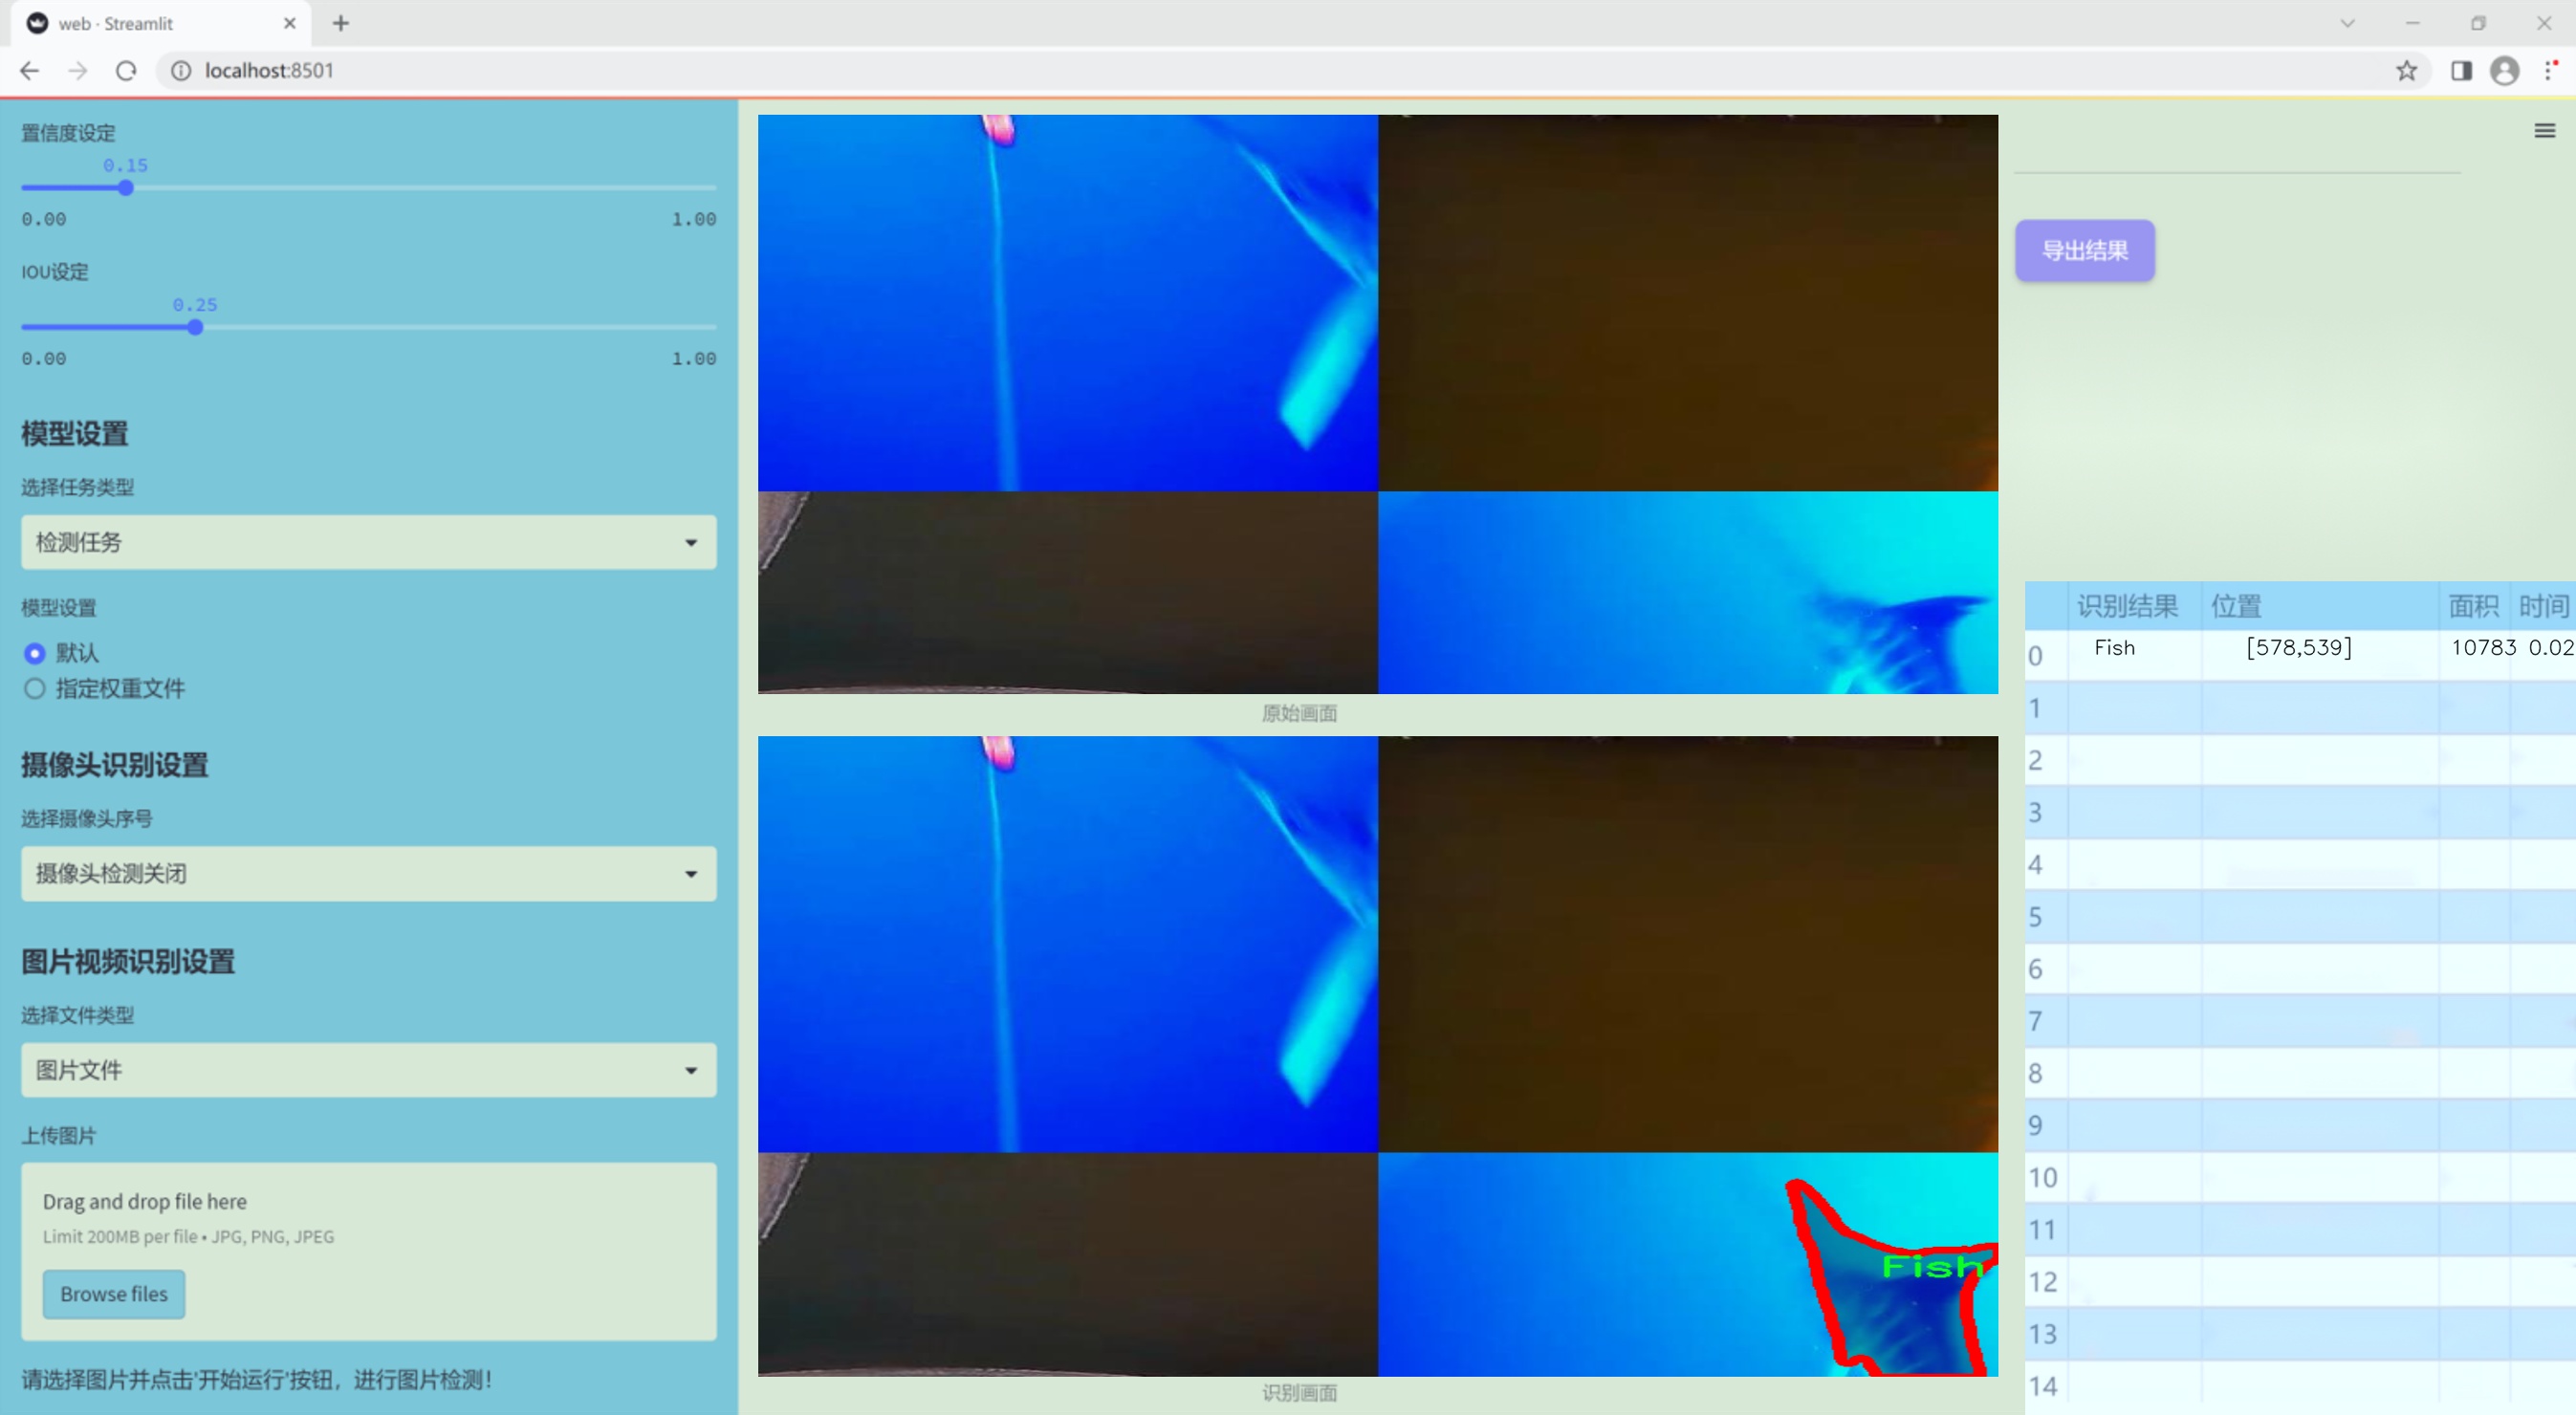 web · Streamlit
localhost:8501
置信度设定
0.15
0.00 1.00
IOU设定
0.25
0.00 1.00
模型设置
选择任务类型
检测任务
模型设置
默认
指定权重文件
摄像头识别设置
选择摄像头序号
摄像头检测关闭
图片视频识别设置
选择文件类型
图片文件
上传图片
Drag and drop file here
Limit 200MB per file • JPG, PNG, JPEG
Browse files
请选择图片并点击'开始运行'按钮，进行图片检测！
原始画面
Fish
识别画面
导出结果
识别结果 位置 面积 时间
0 Fish [578,539] 10783 0.02
1
2
3
4
5
6
7
8
9
10
11
12
13
14